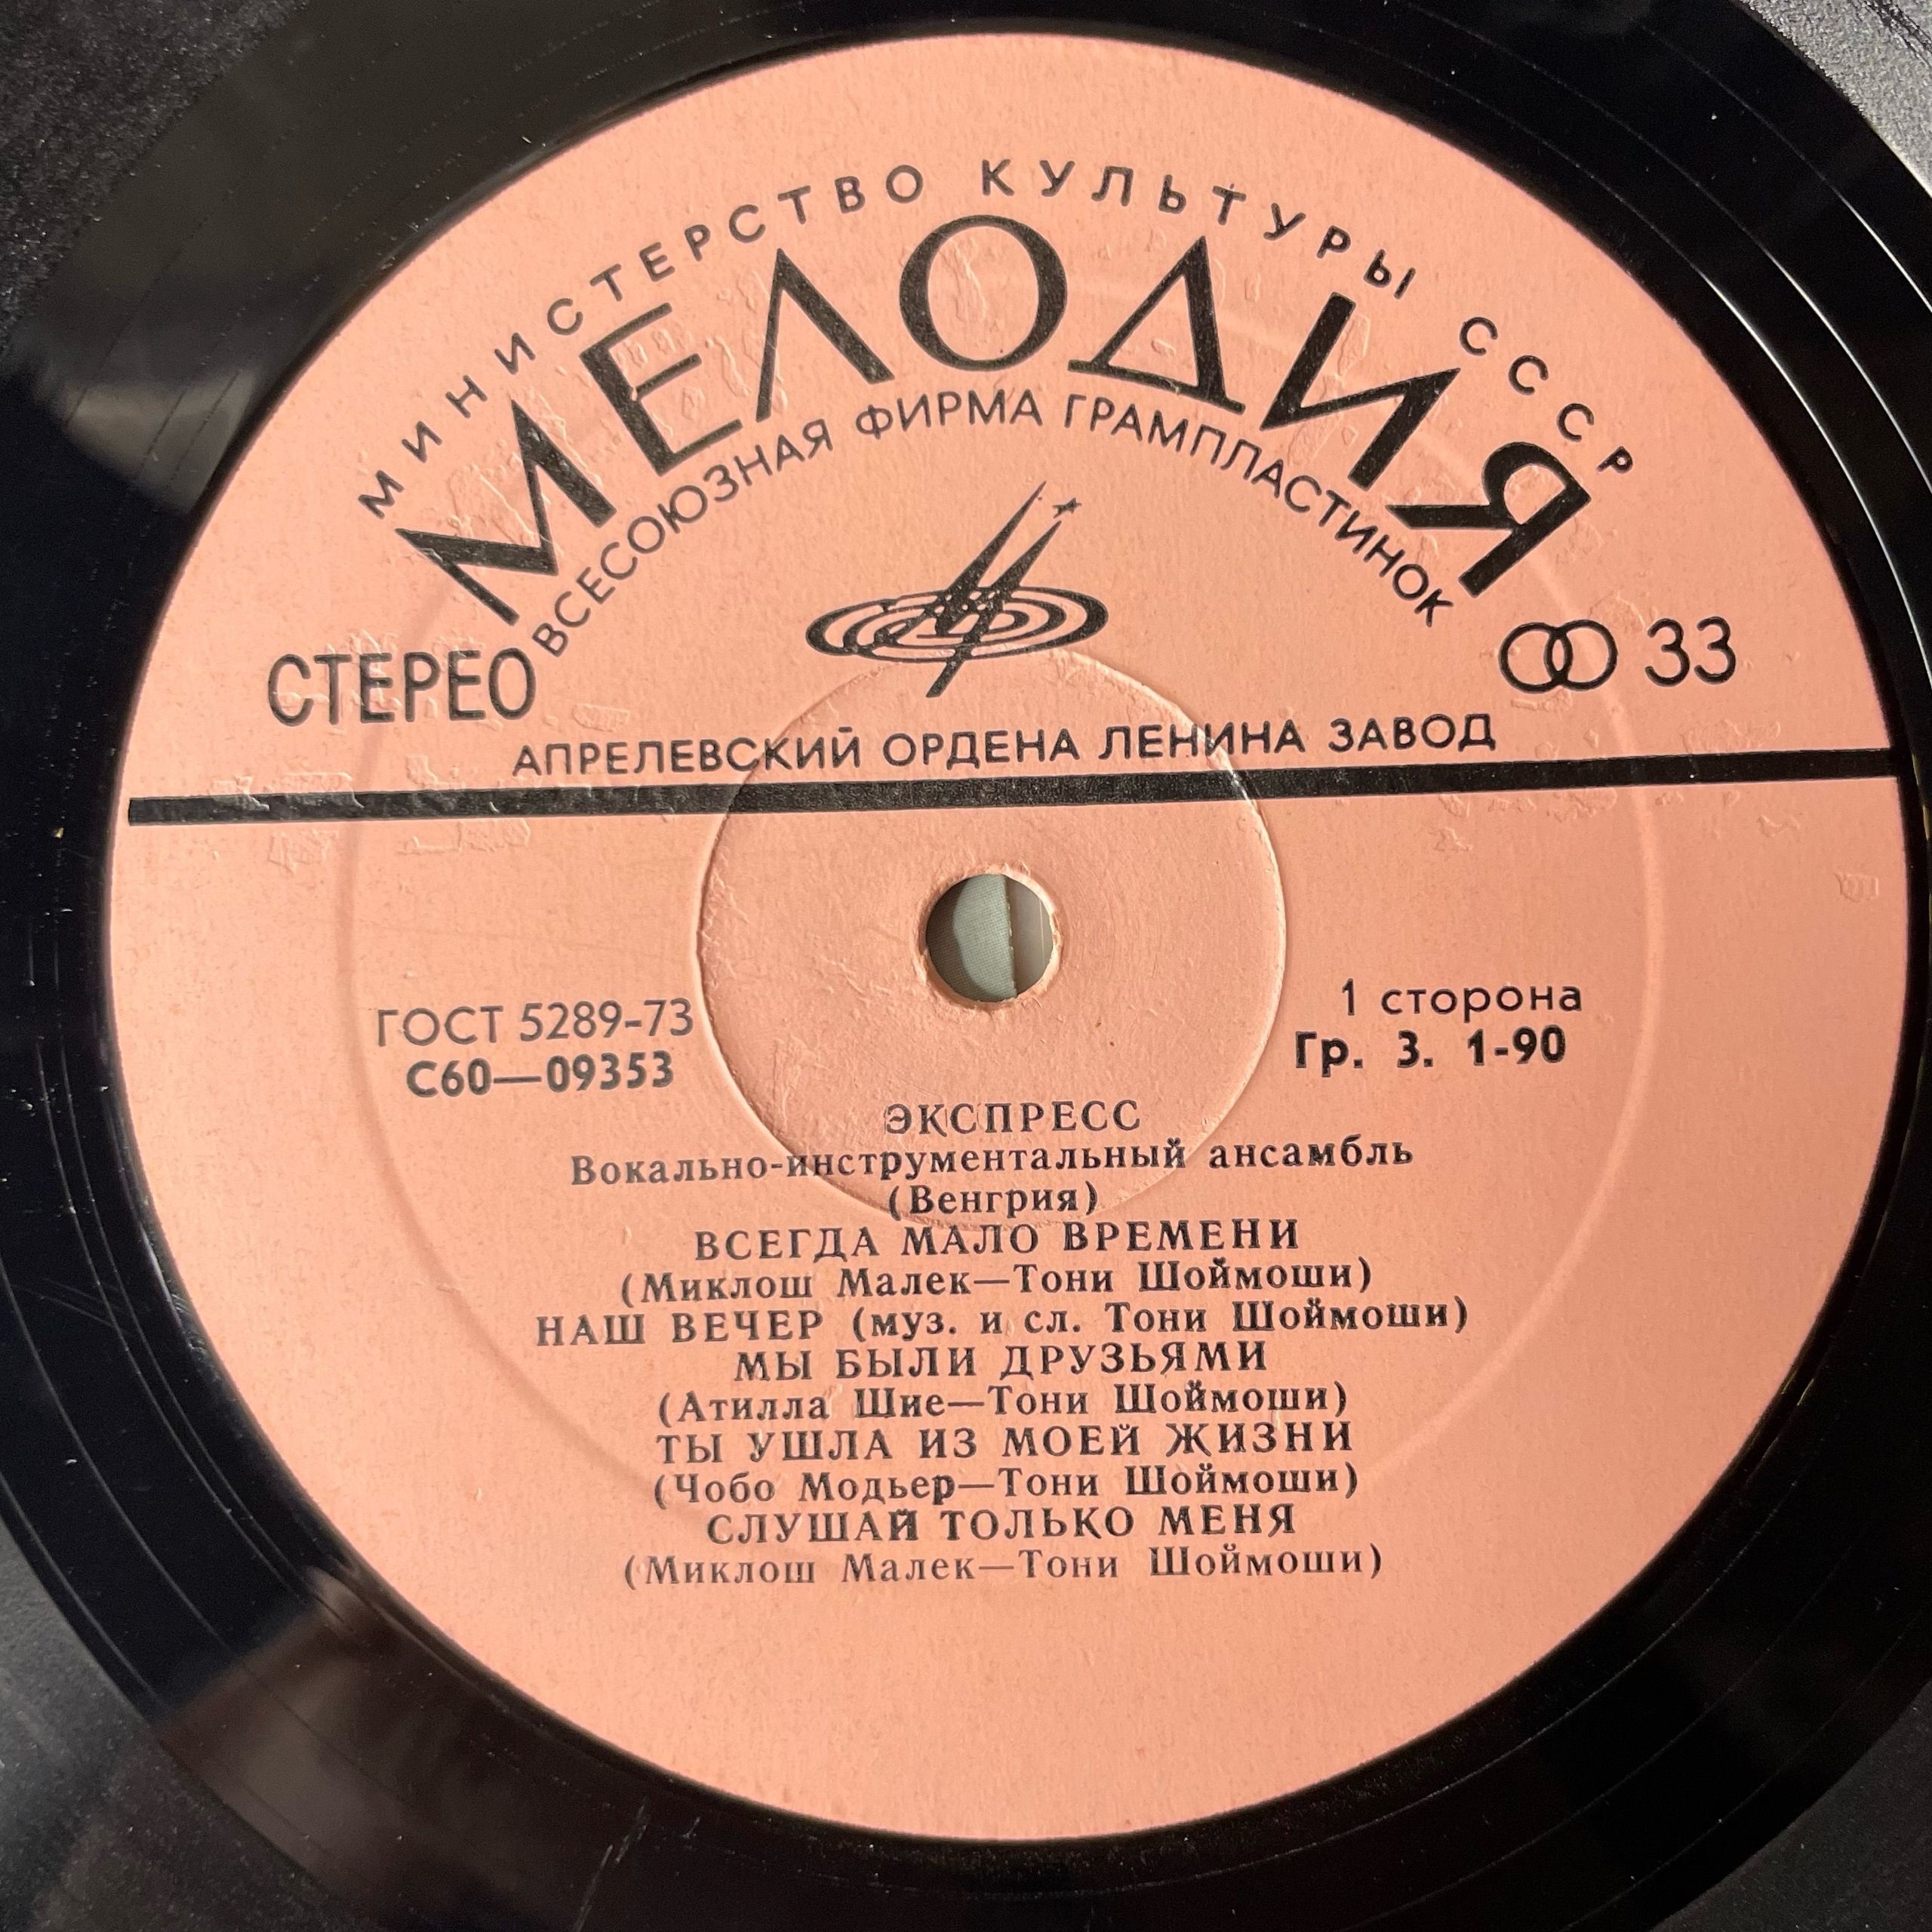 МИНИСТЕРСТВО КУЛЬТУРЫ СССР
МЕЛОДИЯ
ВСЕСОЮЗНАЯ ФИРМА ГРАМПЛАСТИНОК
СТЕРЕО
33
АПРЕЛЕВСКИЙ ОРДЕНА ЛЕНИНА ЗАВОД
ГОСТ 5289-73
С60—09353
1 сторона
Гр. 3. 1-90
ЭКСПРЕСС
Вокально-инструментальный ансамбль
(Венгрия)
ВСЕГДА МАЛО ВРЕМЕНИ
(Миклош Малек—Тони Шоймоши)
НАШ ВЕЧЕР (муз. и сл. Тони Шоймоши)
МЫ БЫЛИ ДРУЗЬЯМИ
(Атилла Шие—Тони Шоймоши)
ТЫ УШЛА ИЗ МОЕЙ ЖИЗНИ
(Чобо Модьер—Тони Шоймоши)
СЛУШАЙ ТОЛЬКО МЕНЯ
(Миклош Малек—Тони Шоймоши)